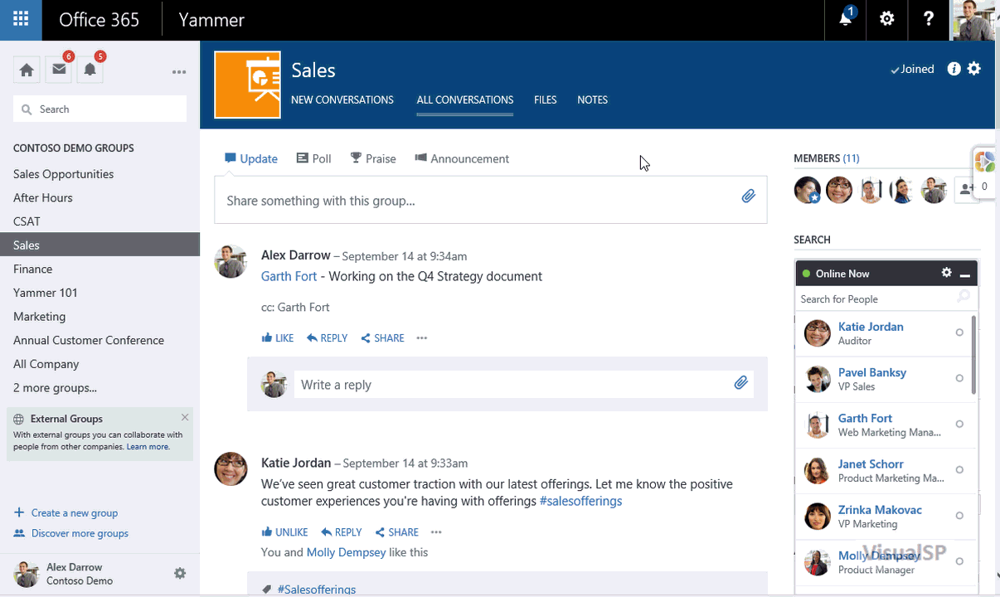 Office 365
Yammer
1
?
6
5
Search
CONTOSO DEMO GROUPS
Sales Opportunities
After Hours
CSAT
Sales
Finance
Yammer 101
Marketing
Annual Customer Conference
All Company
2 more groups...
External Groups
With external groups you can collaborate with
people from other companies. Learn more.
Create a new group
Discover more groups
Alex Darrow
Contoso Demo
Sales
Joined
NEW CONVERSATIONS
ALL CONVERSATIONS
FILES
NOTES
Update
Poll
Praise
Announcement
Share something with this group...
Alex Darrow – September 14 at 9:34am
Garth Fort - Working on the Q4 Strategy document
cc: Garth Fort
LIKE
REPLY
SHARE
Write a reply
Katie Jordan – September 14 at 9:33am
We've seen great customer traction with our latest offerings. Let me know the positive
customer experiences you're having with offerings #salesofferings
UNLIKE
REPLY
SHARE
You and Molly Dempsey like this
#Salesofferings
MEMBERS (11)
0
SEARCH
Online Now
Search for People
Katie Jordan
Auditor
Pavel Banksy
VP Sales
Garth Fort
Web Marketing Mana...
Janet Schorr
Product Marketing Ma...
Zrinka Makovac
VP Marketing
Molly Dempsey
Product Manager
VisualSP